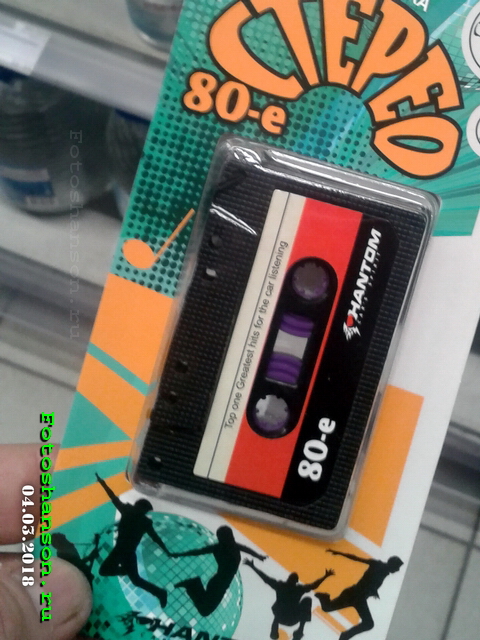 СТЕРЕО
80-е
Top one Greatest hits for the car listening
PHANTOM
80-е
Fotoshanson.ru
Fotoshanson.ru
04.03.2018